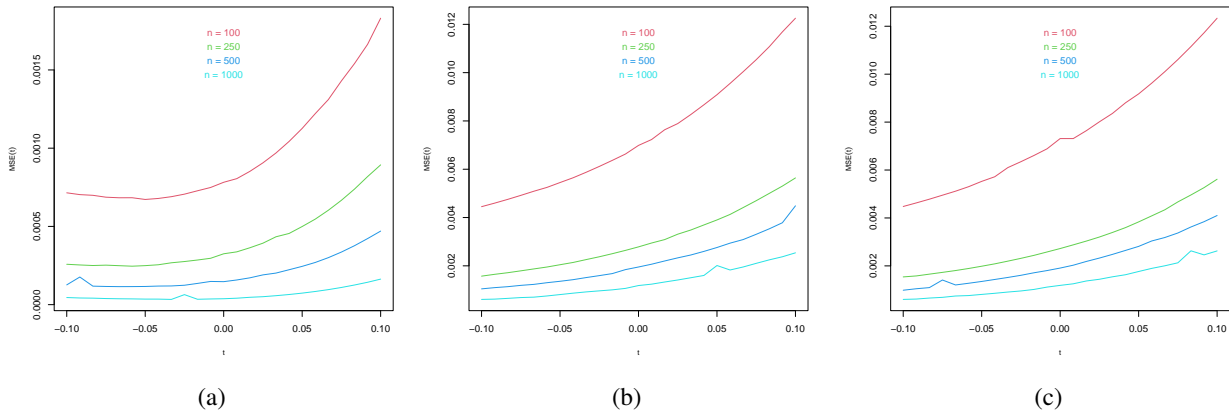 n = 100
n = 250
n = 500
n = 1000
MSE(t)
0.0000
0.0005
0.0010
0.0015
−0.10
−0.05
0.00
0.05
0.10
t
(a)
n = 100
n = 250
n = 500
n = 1000
MSE(t)
0.002
0.004
0.006
0.008
0.010
0.012
−0.10
−0.05
0.00
0.05
0.10
t
(b)
n = 100
n = 250
n = 500
n = 1000
MSE(t)
0.002
0.004
0.006
0.008
0.010
0.012
−0.10
−0.05
0.00
0.05
0.10
t
(c)